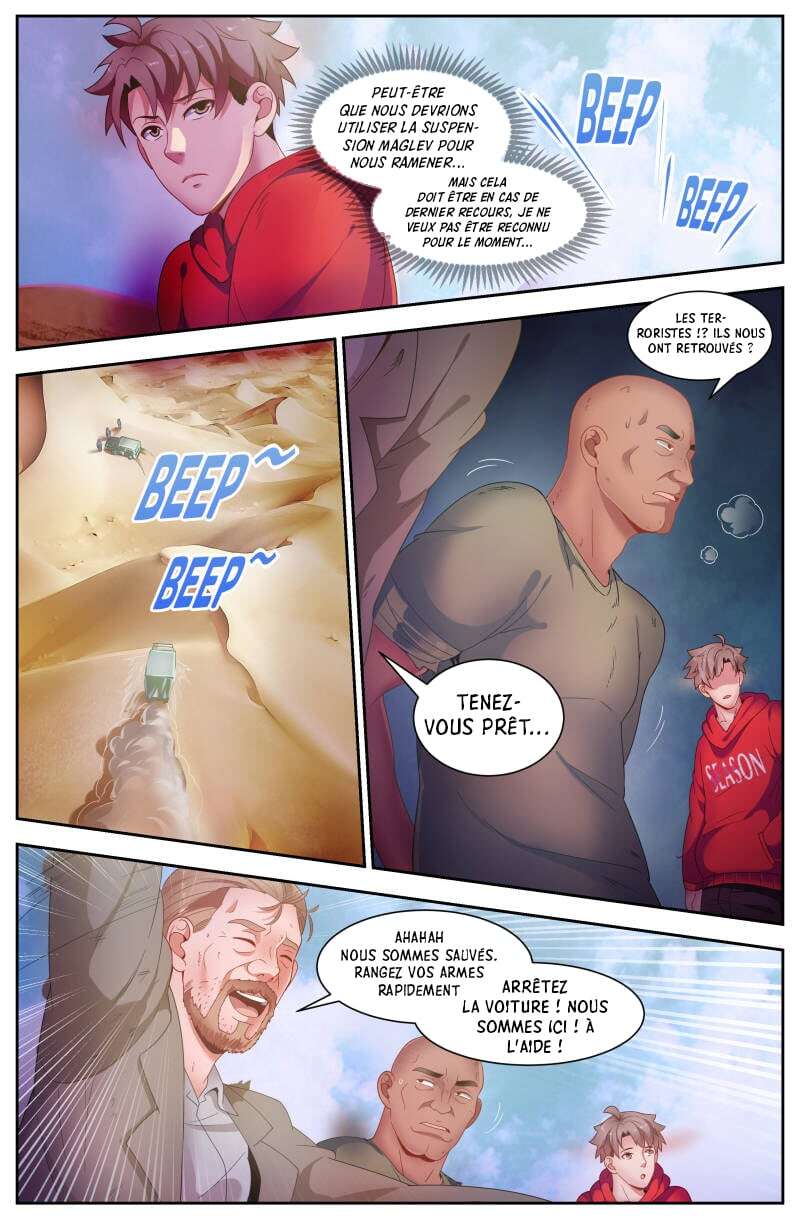 PEUT-ÊTRE
QUE NOUS DEVRIONS
UTILISER LA SUSPEN-
SION MAGLEV POUR
NOUS RAMENER...
MAIS CELA
DOIT ÊTRE EN CAS DE
DERNIER RECOURS, JE NE
VEUX PAS ÊTRE RECONNU
POUR LE MOMENT...
BEEP
BEEP
BEEP~
BEEP~
LES TER-
RORISTES !? ILS NOUS
ONT RETROUVÉS ?
TENEZ-
VOUS PRÊT...
SEASON
AHAHAH
NOUS SOMMES SAUVÉS.
RANGEZ VOS ARMES
RAPIDEMENT
ARRÊTEZ
LA VOITURE ! NOUS
SOMMES ICI ! À
L'AIDE !